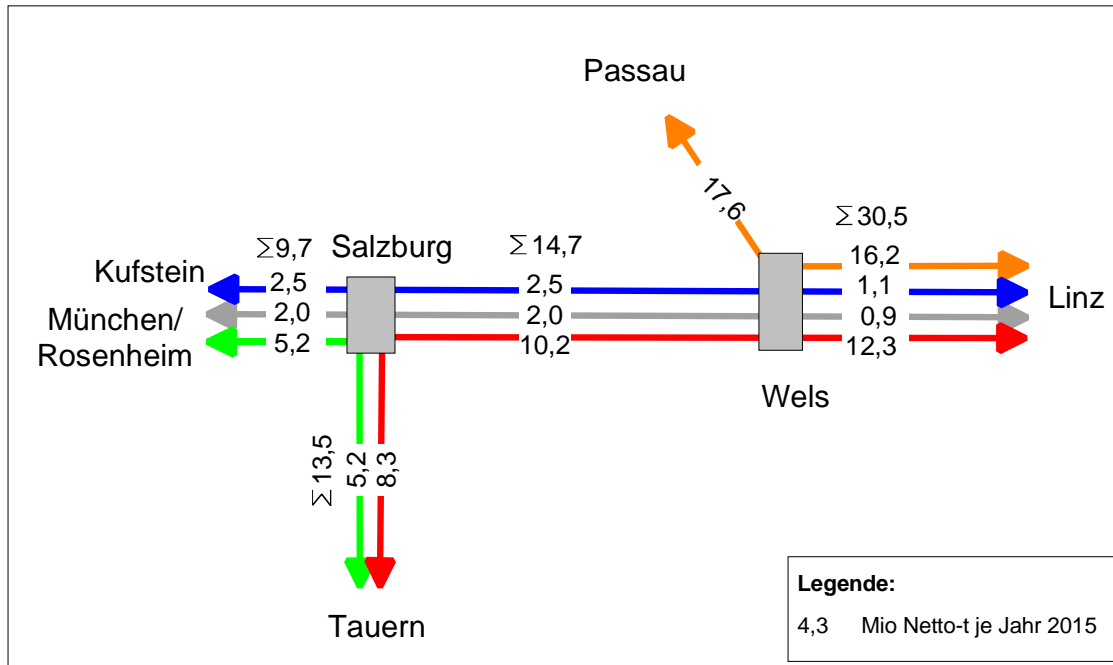 Passau
17,6
∑30,5
16,2
1,1
0,9
12,3
Linz
Wels
∑9,7
Salzburg
∑14,7
Kufstein
2,5
2,5
München/
Rosenheim
2,0
2,0
5,2
10,2
∑13,5
5,2
8,3
Tauern
Legende:
4,3 Mio Netto-t je Jahr 2015